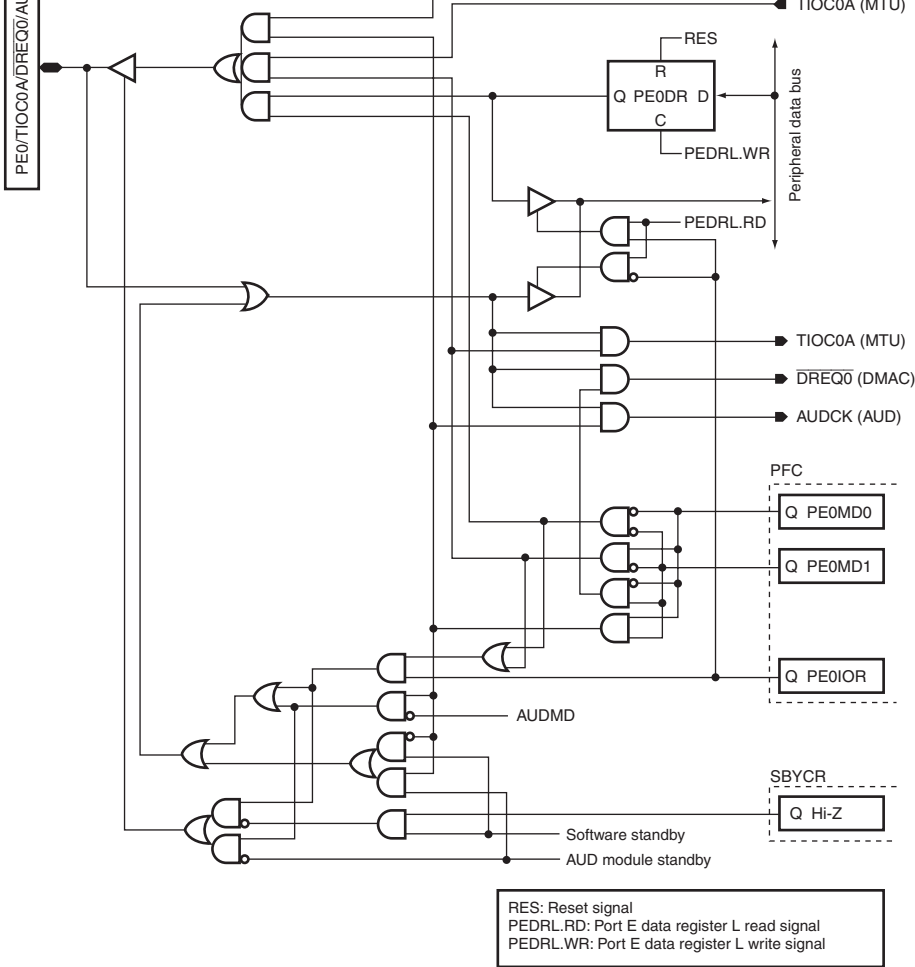 PE0/TIOC0A/DREQ0/AU
TIOC0A (MTU)
RES
R
Q PE0DR D
C
PEDRL.WR
Peripheral data bus
PEDRL.RD
TIOC0A (MTU)
DREQ0 (DMAC)
AUDCK (AUD)
PFC
Q PE0MD0
Q PE0MD1
Q PE0IOR
AUDMD
SBYCR
Q Hi-Z
Software standby
AUD module standby
RES: Reset signal
PEDRL.RD: Port E data register L read signal
PEDRL.WR: Port E data register L write signal